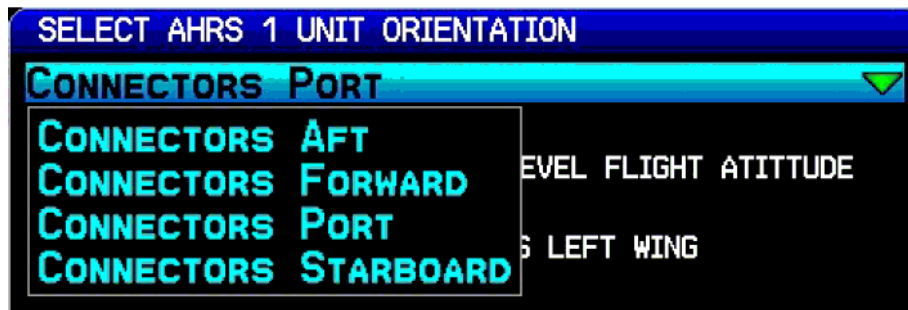 SELECT AHRS 1 UNIT ORIENTATION
CONNECTORS PORT
CONNECTORS AFT
CONNECTORS FORWARD
EVEL FLIGHT ATITTUDE
CONNECTORS PORT
LEFT WING
CONNECTORS STARBOARD